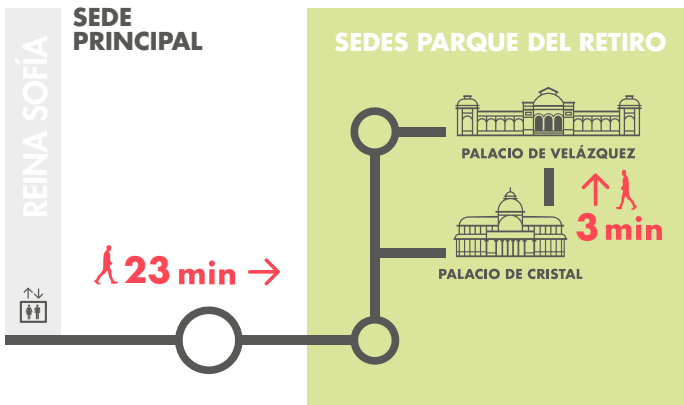 REINA SOFÍA
SEDE
PRINCIPAL
23 min
SEDES PARQUE DEL RETIRO
PALACIO DE VELÁZQUEZ
3 min
PALACIO DE CRISTAL